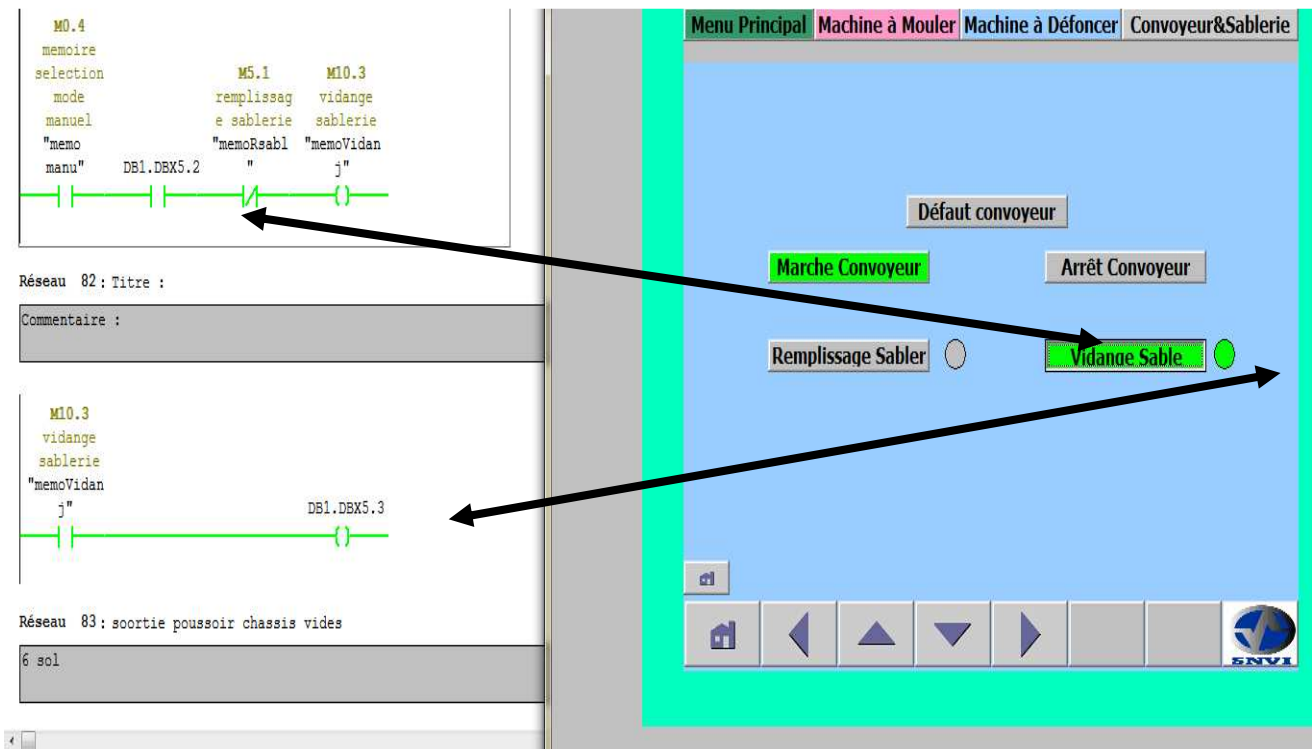 M0.4
memoire
selection
mode
manuel
"memo
manu"
DB1.DBX5.2
M5.1
remplissag
e sablerie
"memoRsabl
"
M10.3
vidange
sablerie
"memoVidan
j"
Réseau 82 : Titre :
Commentaire :
M10.3
vidange
sablerie
"memoVidan
j"
DB1.DBX5.3
Réseau 83 : soortie poussoir chassis vides
6 sol
Menu Principal
Machine à Mouler
Machine à Défoncer
Convoyeur&Sablerie
Défaut convoyeur
Marche Convoyeur
Arrêt Convoyeur
Remplissage Sabler
Vidange Sable
SNVI